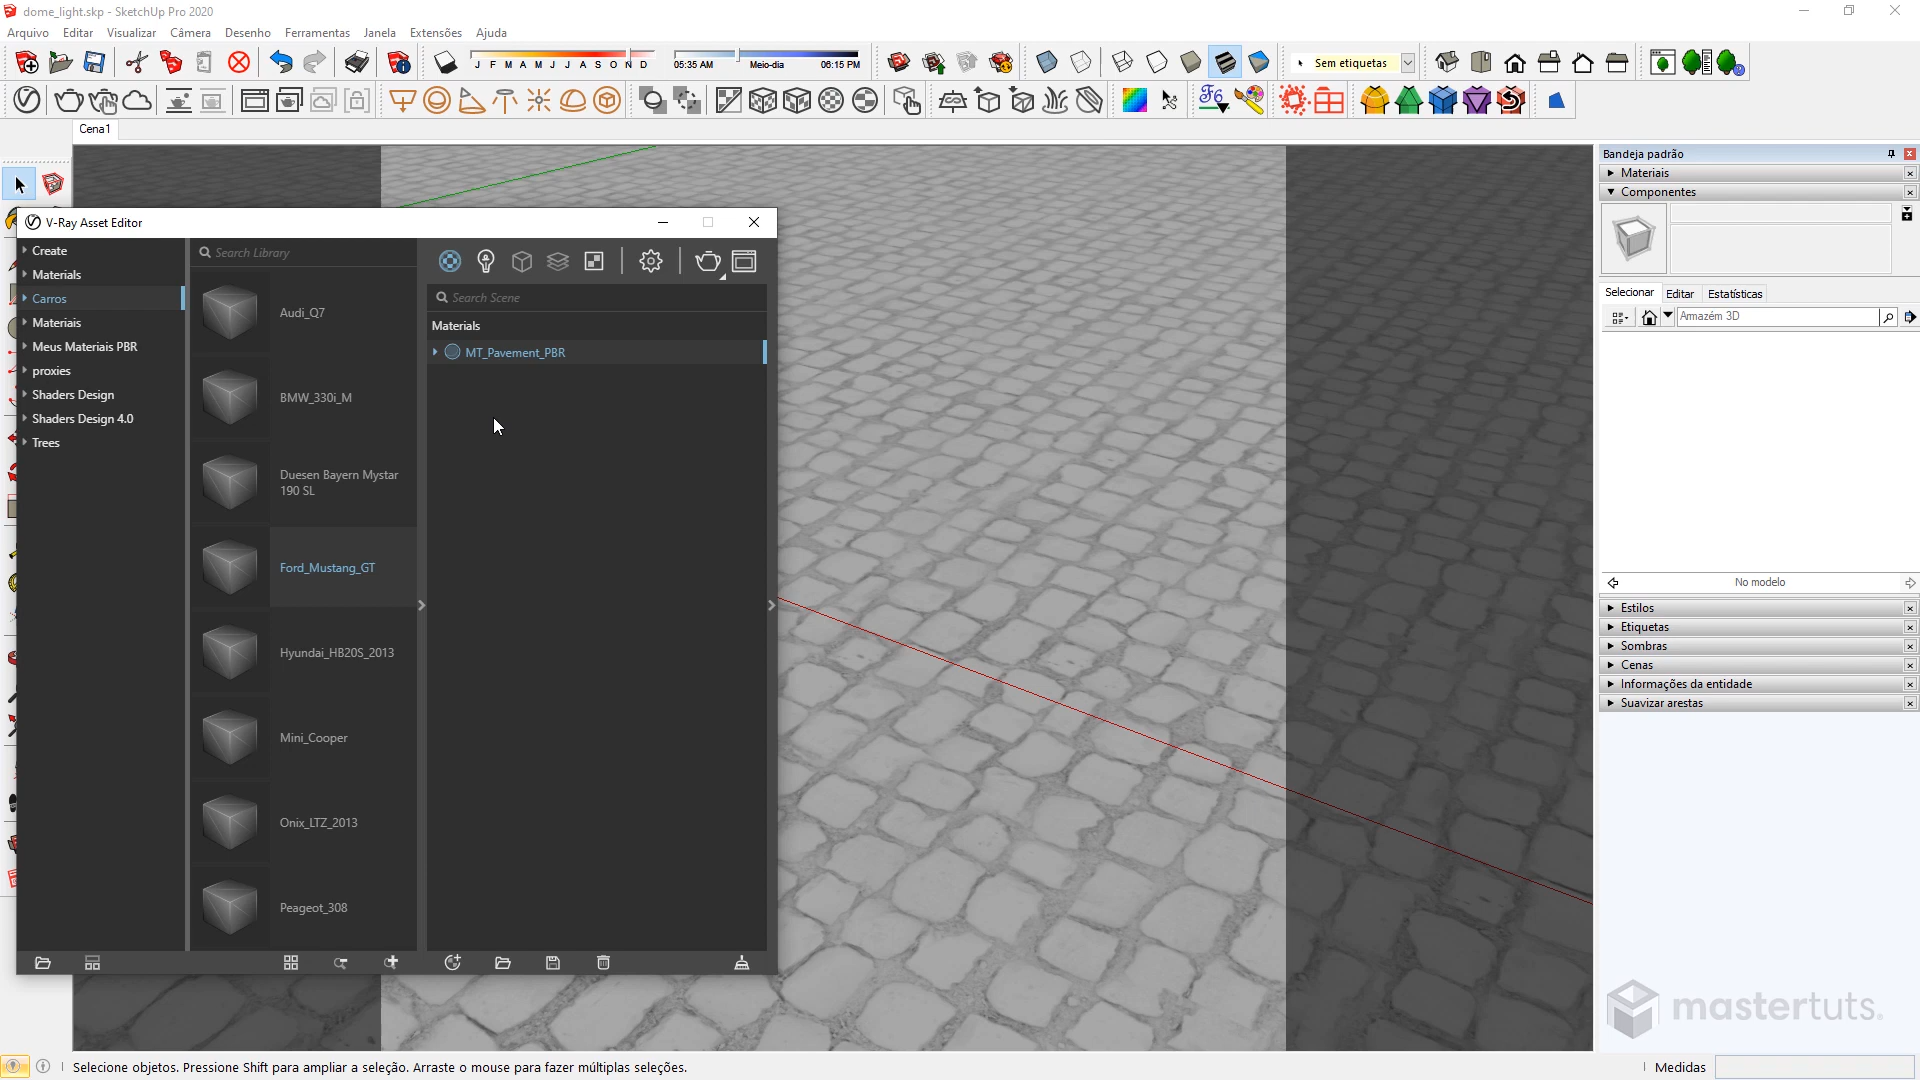 dome_light.skp - SketchUp Pro 2020
Arquivo Editar Visualizar Câmera Desenho Ferramentas Janela Extensões Ajuda
J F M A M J J A S O N D
05:35 AM Meio-dia 06:15 PM
Sem etiquetas
Cena1
V-Ray Asset Editor
Create
Materials
Carros
Materiais
Meus Materiais PBR
proxies
Shaders Design
Shaders Design 4.0
Trees
Search Library
Audi_Q7
BMW_330i_M
Duesen Bayern Mystar
190 SL
Ford_Mustang_GT
Hyundai_HB20S_2013
Mini_Cooper
Onix_LTZ_2013
Peageot_308
Search Scene
Materials
MT_Pavement_PBR
Bandeja padrão
Materiais
Componentes
Selecionar Editar Estatísticas
Armazém 3D
No modelo
Estilos
Etiquetas
Sombras
Cenas
Informações da entidade
Suavizar arestas
mastertuts.
Selecione objetos. Pressione Shift para ampliar a seleção. Arraste o mouse para fazer múltiplas seleções.
Medidas